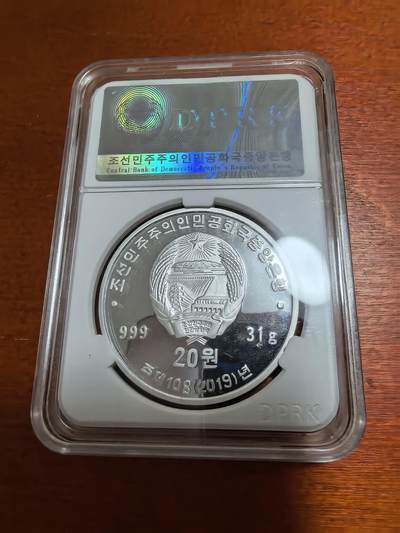 DPRK
조선민주주의인민공화국중앙은행
Central Bank of Democratic People's Republic of Korea
조선민주주의인민공화국중앙은행
999
31g
20원
주체108(2019)년
DPRK